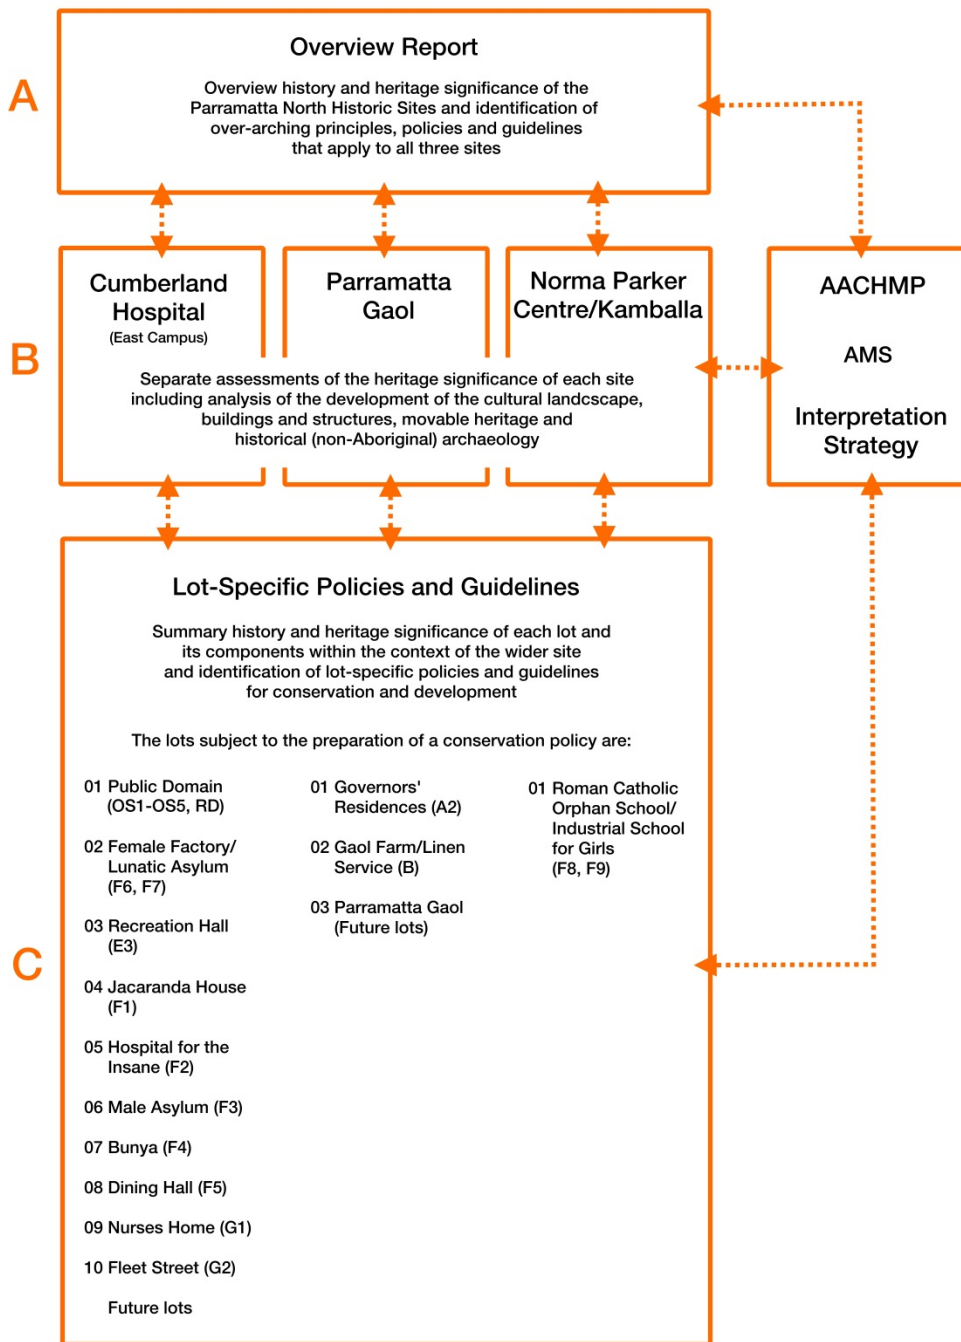 A
Overview Report
Overview history and heritage significance of the
Parramatta North Historic Sites and identification of
over-arching principles, policies and guidelines
that apply to all three sites
B
Cumberland
Hospital
(East Campus)
Parramatta
Gaol
Norma Parker
Centre/Kamballa
Separate assessments of the heritage significance of each site
including analysis of the development of the cultural landcscape,
buildings and structures, movable heritage and
historical (non-Aboriginal) archaeology
AACHMP
AMS
Interpretation
Strategy
C
Lot-Specific Policies and Guidelines
Summary history and heritage significance of each lot and
its components within the context of the wider site
and identification of lot-specific policies and guidelines
for conservation and development
The lots subject to the preparation of a conservation policy are:
01 Public Domain
(OS1-OS5, RD)
02 Female Factory/
Lunatic Asylum
(F6, F7)
03 Recreation Hall
(E3)
04 Jacaranda House
(F1)
05 Hospital for the
Insane (F2)
06 Male Asylum (F3)
07 Bunya (F4)
08 Dining Hall (F5)
09 Nurses Home (G1)
10 Fleet Street (G2)
Future lots
01 Governors'
Residences (A2)
02 Gaol Farm/Linen
Service (B)
03 Parramatta Gaol
(Future lots)
01 Roman Catholic
Orphan School/
Industrial School
for Girls
(F8, F9)